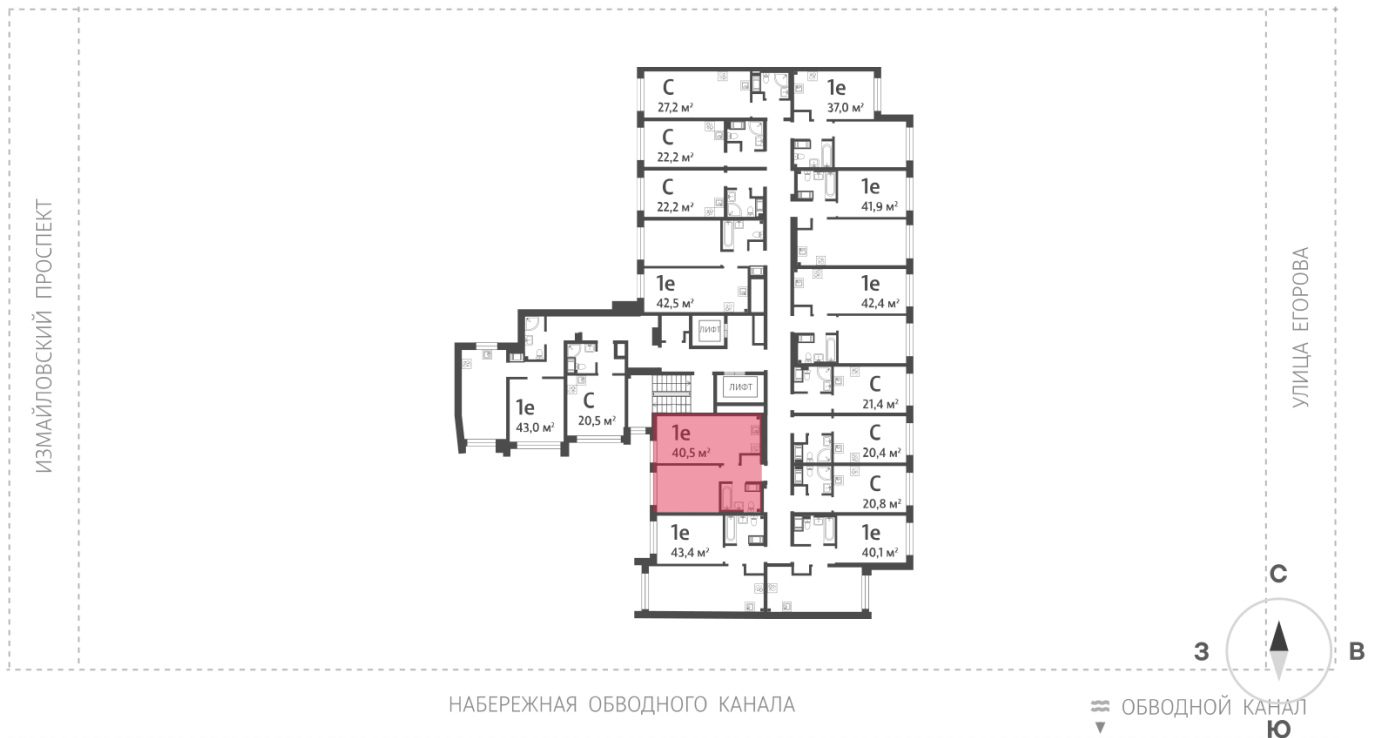 С
27,2 м²
1е
37,0 м²
С
22,2 м²
С
22,2 м²
1е
41,9 м²
1е
42,5 м²
1е
42,4 м²
ЛИФТ
ЛИФТ
1е
43,0 м²
С
20,5 м²
С
21,4 м²
1е
40,5 м²
С
20,4 м²
С
20,8 м²
1е
43,4 м²
1е
40,1 м²
ИЗМАЙЛОВСКИЙ ПРОСПЕКТ
УЛИЦА ЕГОРОВА
НАБЕРЕЖНАЯ ОБВОДНОГО КАНАЛА
ОБВОДНОЙ КАНАЛ
С
З
В
Ю